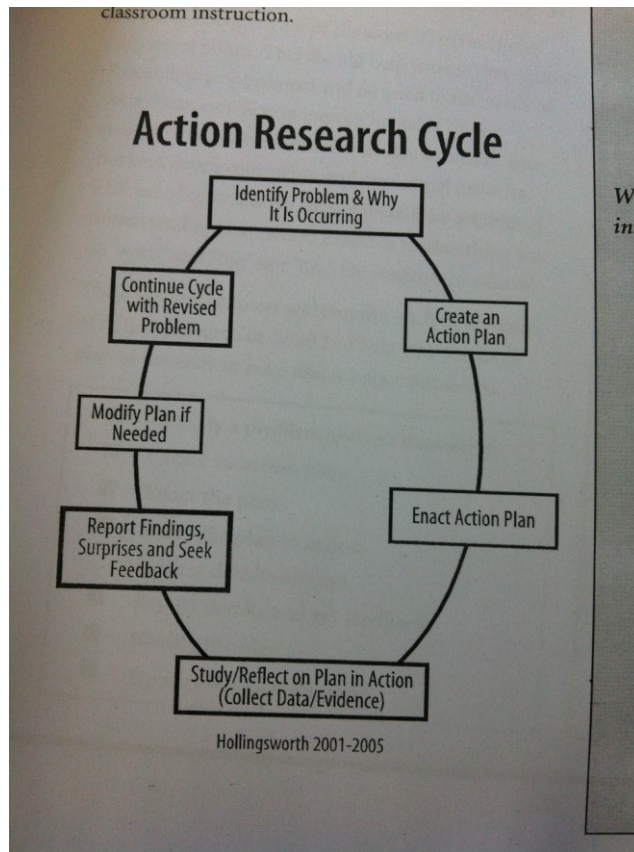 classroom instruction.
Action Research Cycle
Identify Problem & Why
It Is Occurring
Create an
Action Plan
Enact Action Plan
Study/Reflect on Plan in Action
(Collect Data/Evidence)
Report Findings,
Surprises and Seek
Feedback
Modify Plan if
Needed
Continue Cycle
with Revised
Problem
Hollingsworth 2001-2005